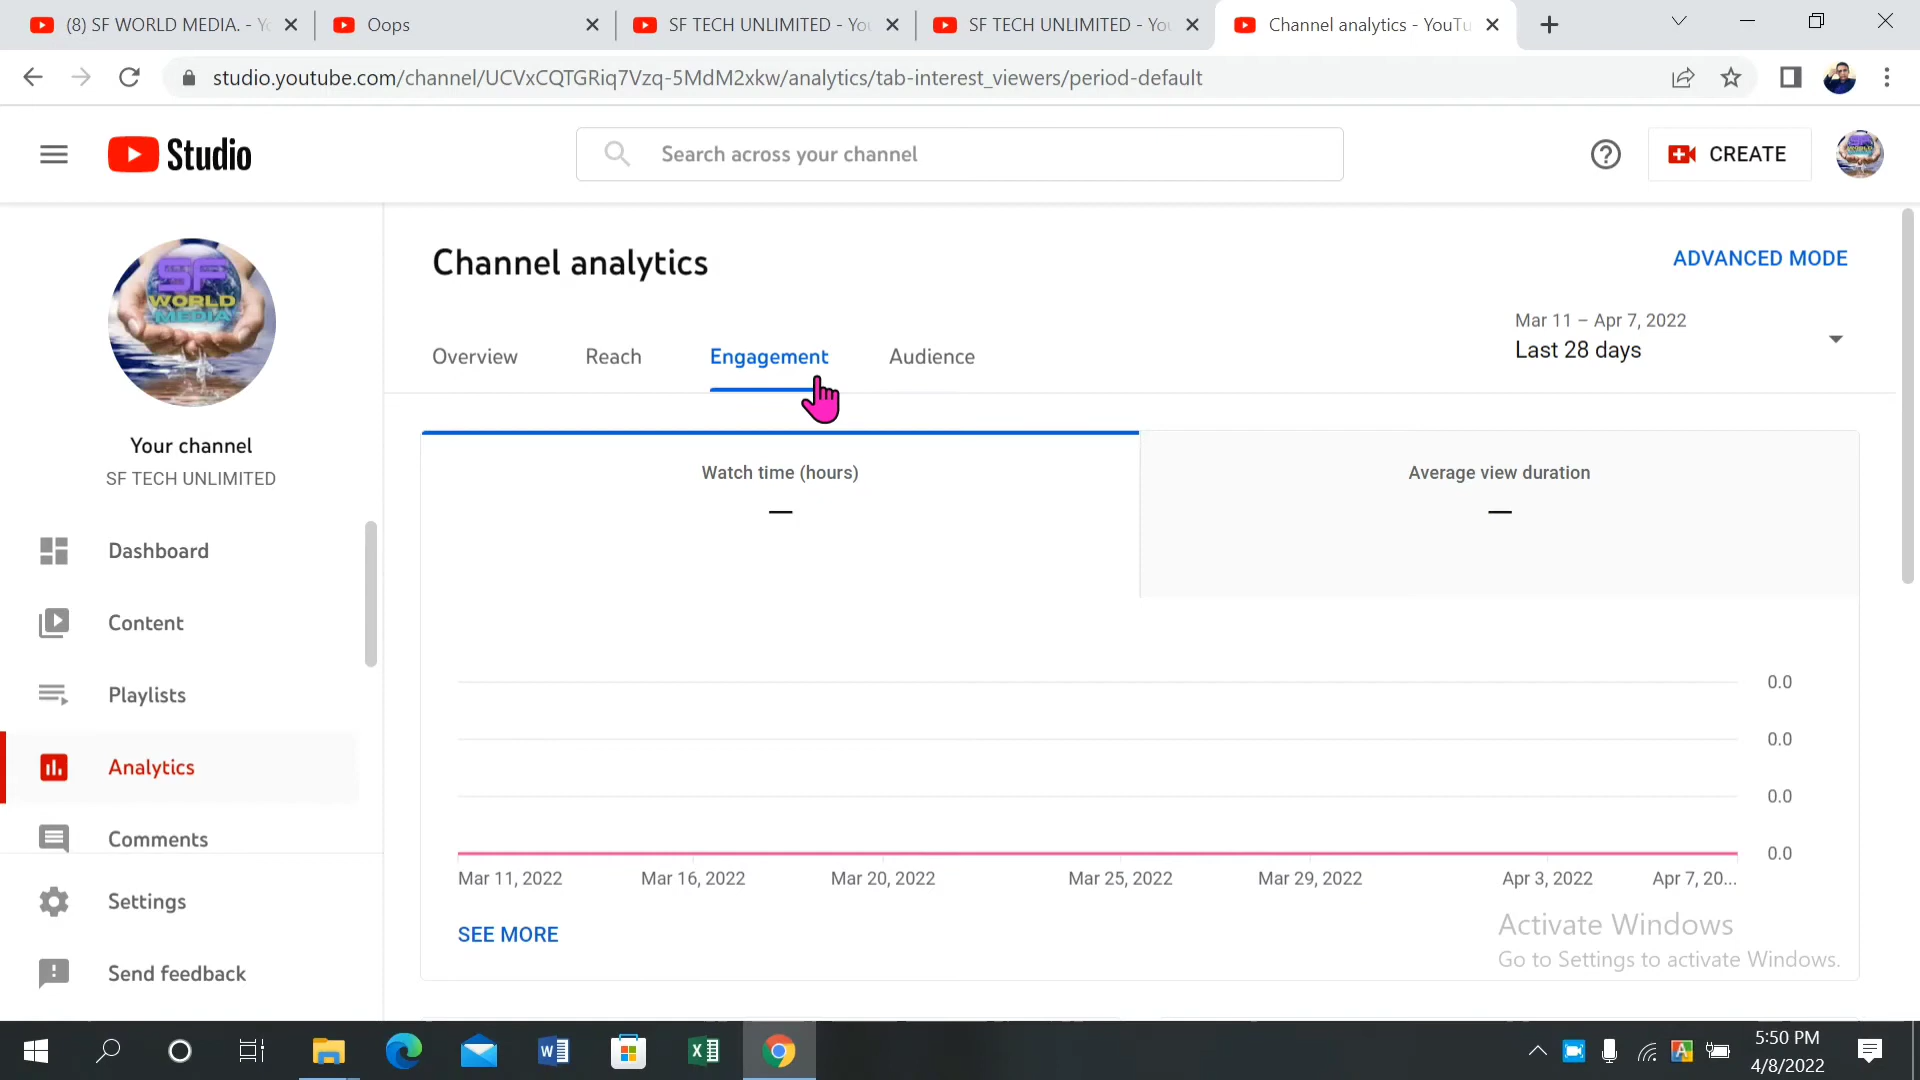 (8) SF WORLD MEDIA. - Yo
Oops
SF TECH UNLIMITED - You
SF TECH UNLIMITED - You
Channel analytics - YouTu
studio.youtube.com/channel/UCVxCQTGRiq7Vzq-5MdM2xkw/analytics/tab-interest_viewers/period-default
Studio
Search across your channel
CREATE
SF
WORLD
MEDIA
Your channel
SF TECH UNLIMITED
Dashboard
Content
Playlists
Analytics
Comments
Settings
Send feedback
Channel analytics
ADVANCED MODE
Overview
Reach
Engagement
Audience
Mar 11 – Apr 7, 2022
Last 28 days
Watch time (hours)
—
Average view duration
—
0.0
0.0
0.0
0.0
Mar 11, 2022
Mar 16, 2022
Mar 20, 2022
Mar 25, 2022
Mar 29, 2022
Apr 3, 2022
Apr 7, 20...
SEE MORE
Activate Windows
Go to Settings to activate Windows.
5:50 PM
4/8/2022